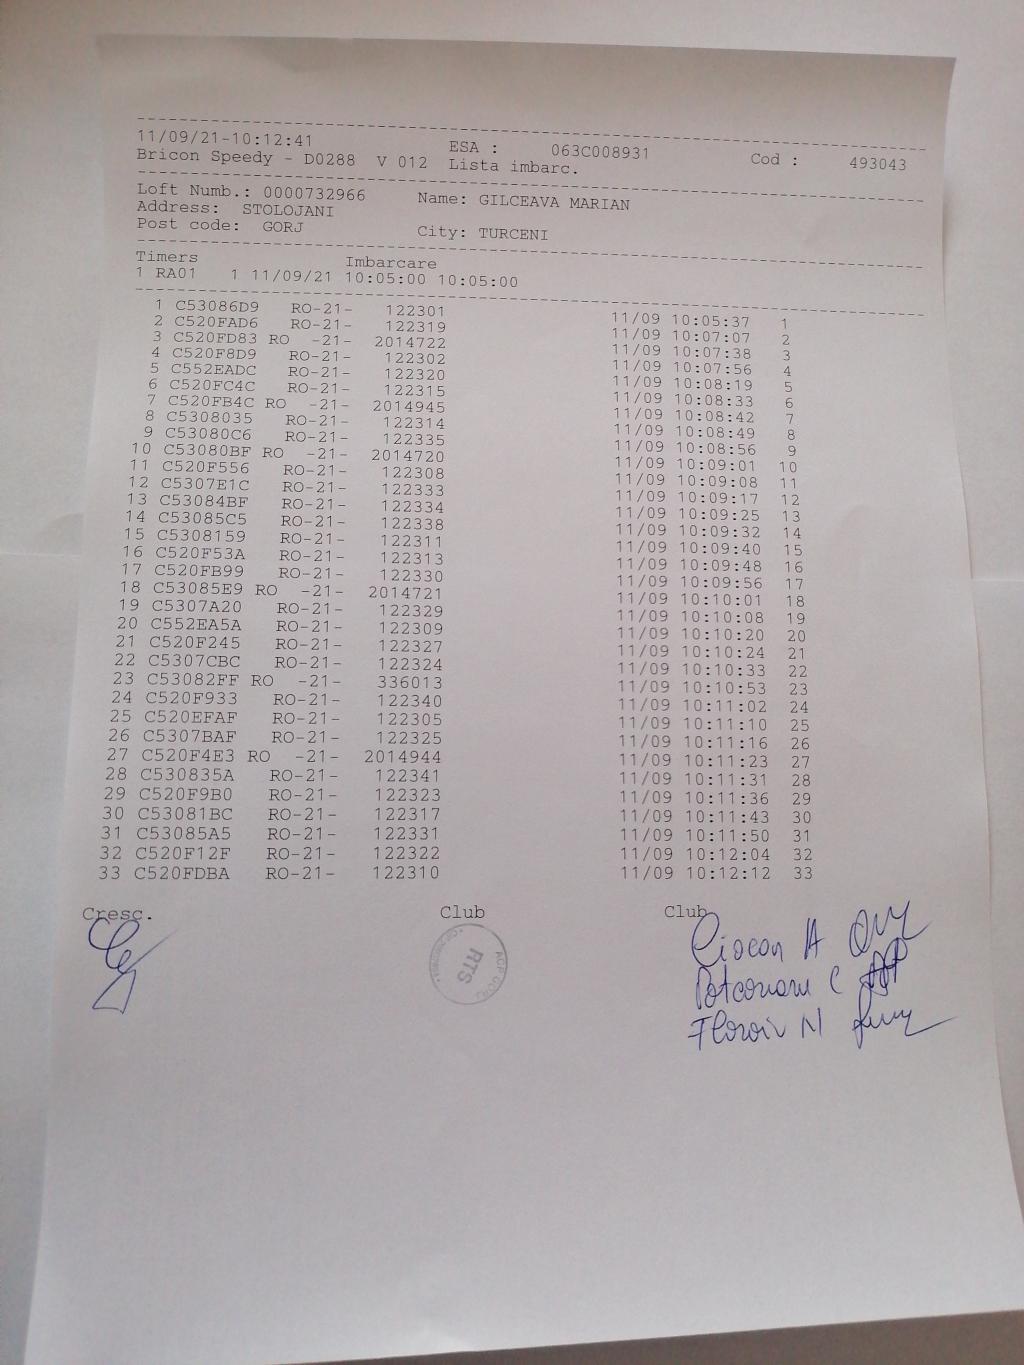 11/09/21-10:12:41 ESA : 063C008931 Cod : 493043
Bricon Speedy - D0288 V 012 Lista imbarc.
Loft Numb.: 0000732966 Name: GILCEAVA MARIAN
Address: STOLOJANI
Post code: GORJ City: TURCENI
Timers Imbarcare
1 RA01 1 11/09/21 10:05:00 10:05:00
1 C53086D9 RO-21- 122301 11/09 10:05:37 1
2 C520FAD6 RO-21- 122319 11/09 10:07:07 2
3 C520FD83 RO -21- 2014722 11/09 10:07:38 3
4 C520F8D9 RO-21- 122302 11/09 10:07:56 4
5 C552EADC RO-21- 122320 11/09 10:08:19 5
6 C520FC4C RO-21- 122315 11/09 10:08:33 6
7 C520FB4C RO -21- 2014945 11/09 10:08:42 7
8 C5308035 RO-21- 122314 11/09 10:08:49 8
9 C53080C6 RO-21- 122335 11/09 10:08:56 9
10 C53080BF RO -21- 2014720 11/09 10:09:01 10
11 C520F556 RO-21- 122308 11/09 10:09:08 11
12 C5307E1C RO-21- 122333 11/09 10:09:17 12
13 C53084BF RO-21- 122334 11/09 10:09:25 13
14 C53085C5 RO-21- 122338 11/09 10:09:32 14
15 C5308159 RO-21- 122311 11/09 10:09:40 15
16 C520F53A RO-21- 122313 11/09 10:09:48 16
17 C520FB99 RO-21- 122330 11/09 10:09:56 17
18 C53085E9 RO -21- 2014721 11/09 10:10:01 18
19 C5307A20 RO-21- 122329 11/09 10:10:08 19
20 C552EA5A RO-21- 122309 11/09 10:10:20 20
21 C520F245 RO-21- 122327 11/09 10:10:24 21
22 C5307CBC RO-21- 122324 11/09 10:10:33 22
23 C53082FF RO -21- 336013 11/09 10:10:53 23
24 C520F933 RO-21- 122340 11/09 10:11:02 24
25 C520EFAF RO-21- 122305 11/09 10:11:10 25
26 C5307BAF RO-21- 122325 11/09 10:11:16 26
27 C520F4E3 RO -21- 2014944 11/09 10:11:23 27
28 C530835A RO-21- 122341 11/09 10:11:31 28
29 C520F9B0 RO-21- 122323 11/09 10:11:36 29
30 C53081BC RO-21- 122317 11/09 10:11:43 30
31 C53085A5 RO-21- 122331 11/09 10:11:50 31
32 C520F12F RO-21- 122322 11/09 10:12:04 32
33 C520FDBA RO-21- 122310 11/09 10:12:12 33
Cresc. Club Club
ACP GORJ
RTS
Ciocan A
C
Floroiu N